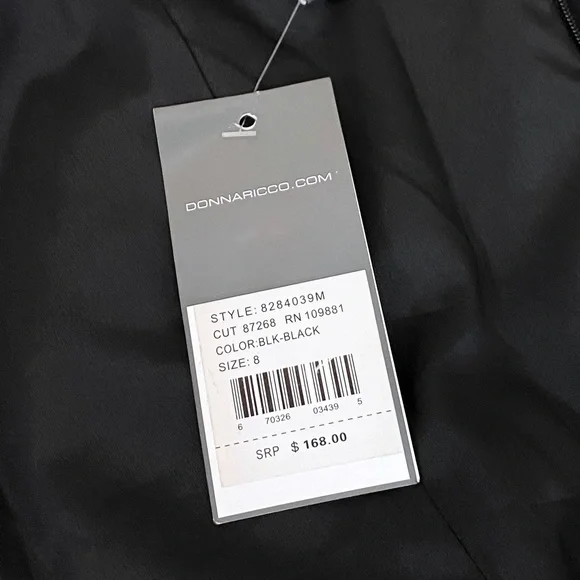 DONNARICCO.COM
STYLE: 8284039M
CUT 87268 RN 109881
COLOR:BLK-BLACK
SIZE: 8
6 70326 03439 5
SRP $ 168.00